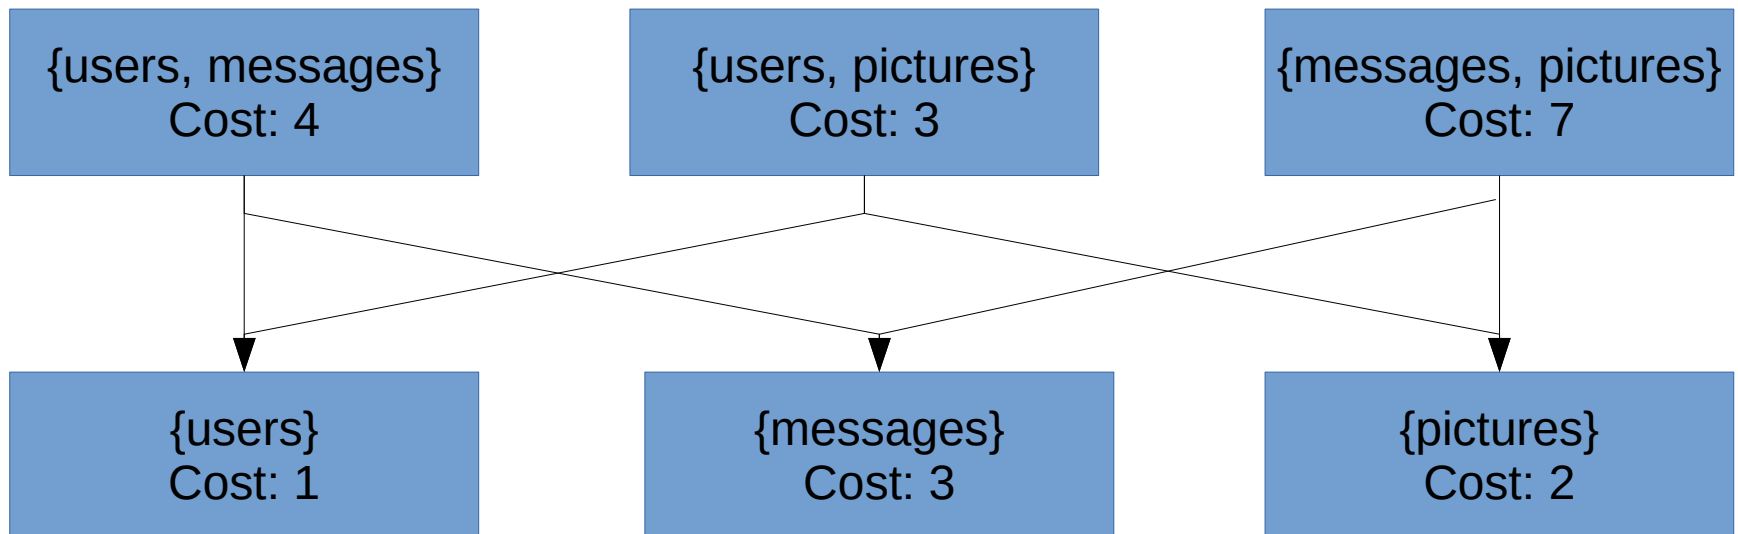 {users, messages}
Cost: 4
{users, pictures}
Cost: 3
{messages, pictures}
Cost: 7
{users}
Cost: 1
{messages}
Cost: 3
{pictures}
Cost: 2